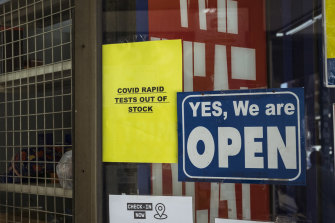 COVID RAPID
TESTS OUT OF
STOCK
YES, We are
OPEN
CHECK-IN
NOW